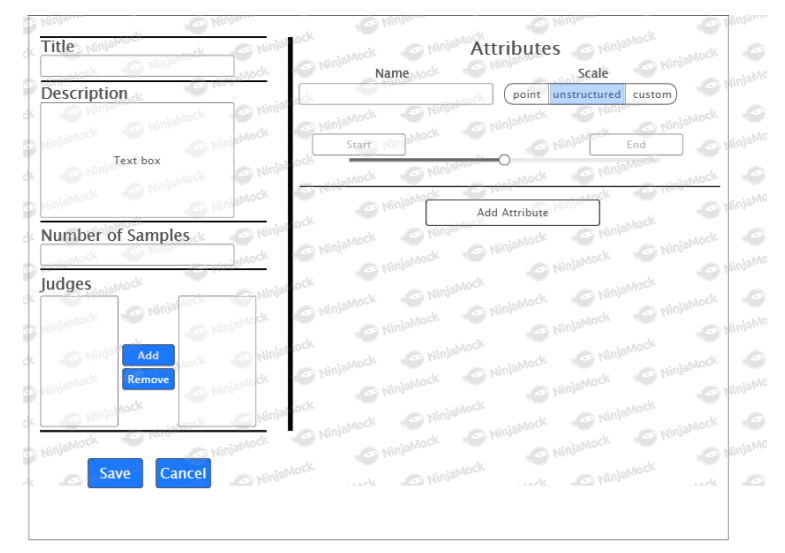 Title
Description
Text box
Number of Samples
Judges
Add
Remove
Save
Cancel
Attributes
Name
Scale
point unstructured custom
Start
End
Add Attribute
NinjaMock